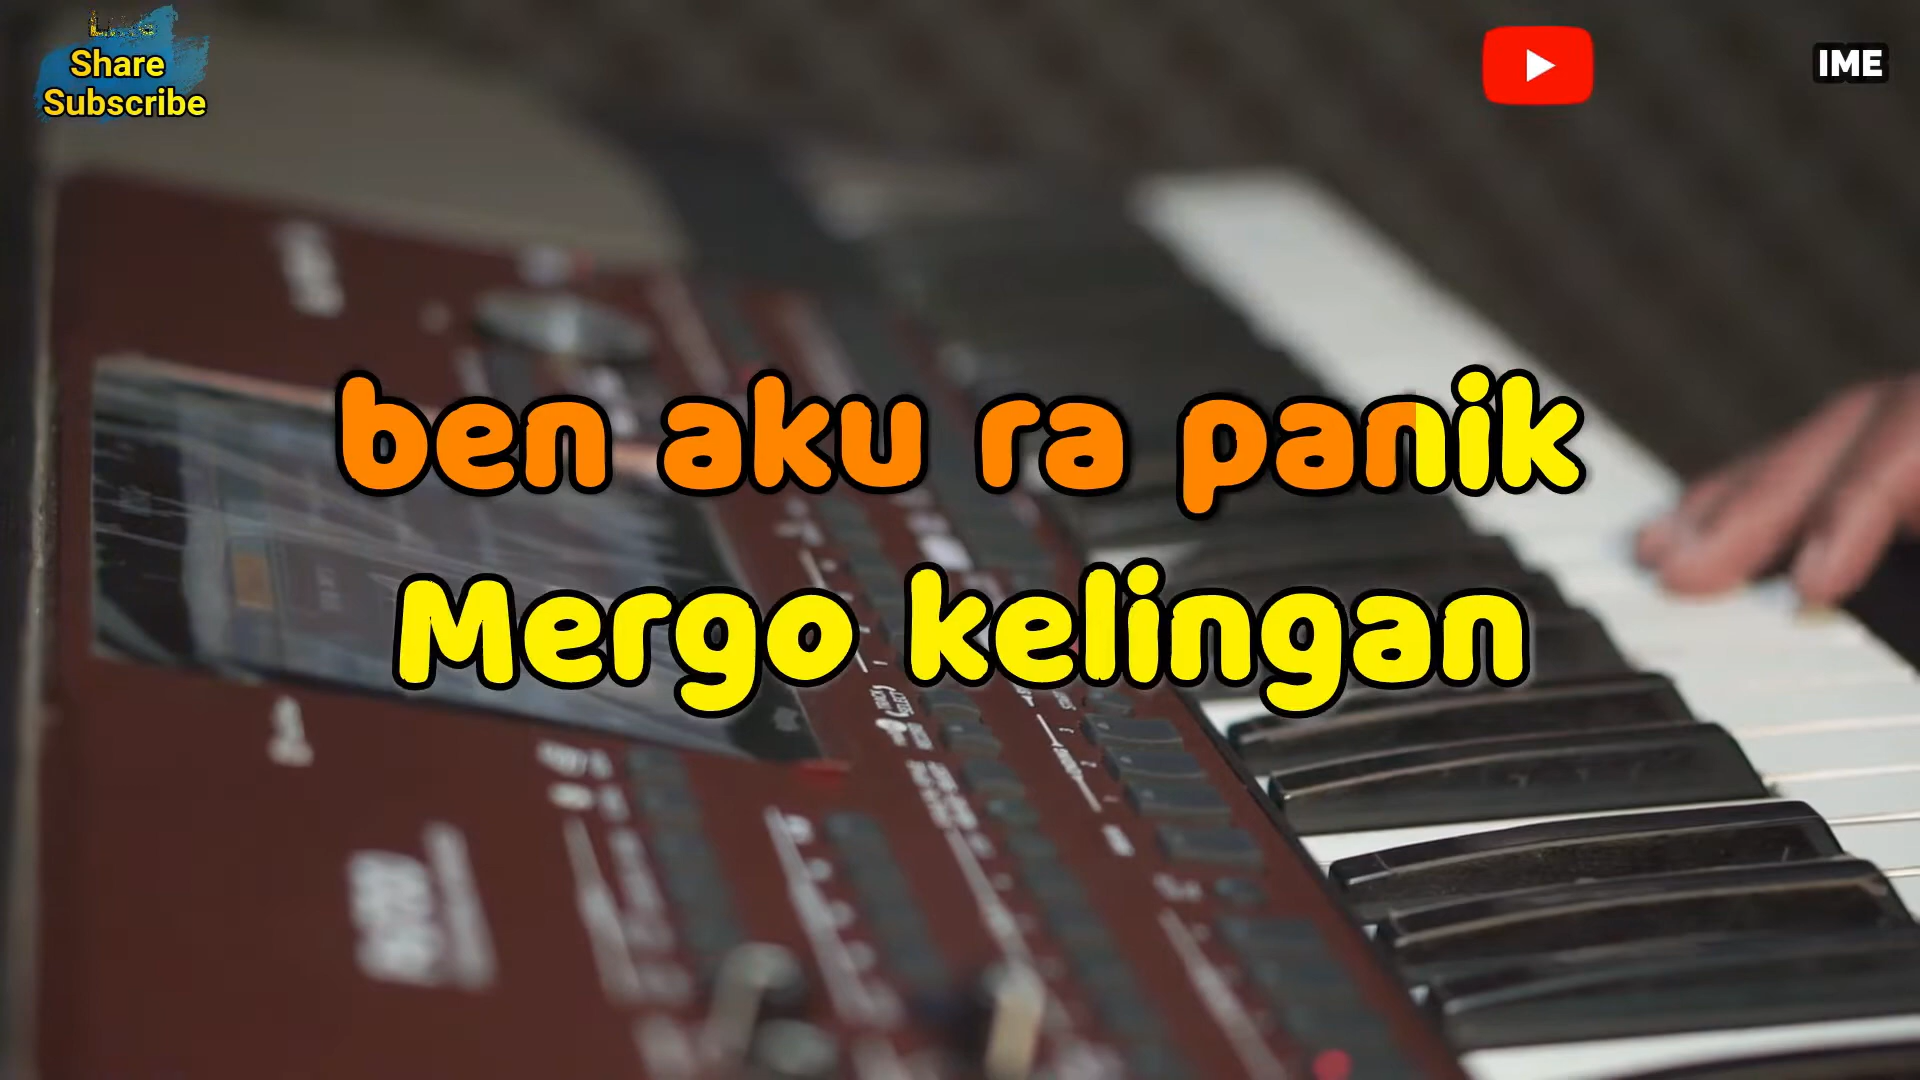 Share
Subscribe
IME
ben aku ra panik
Mergo kelingan